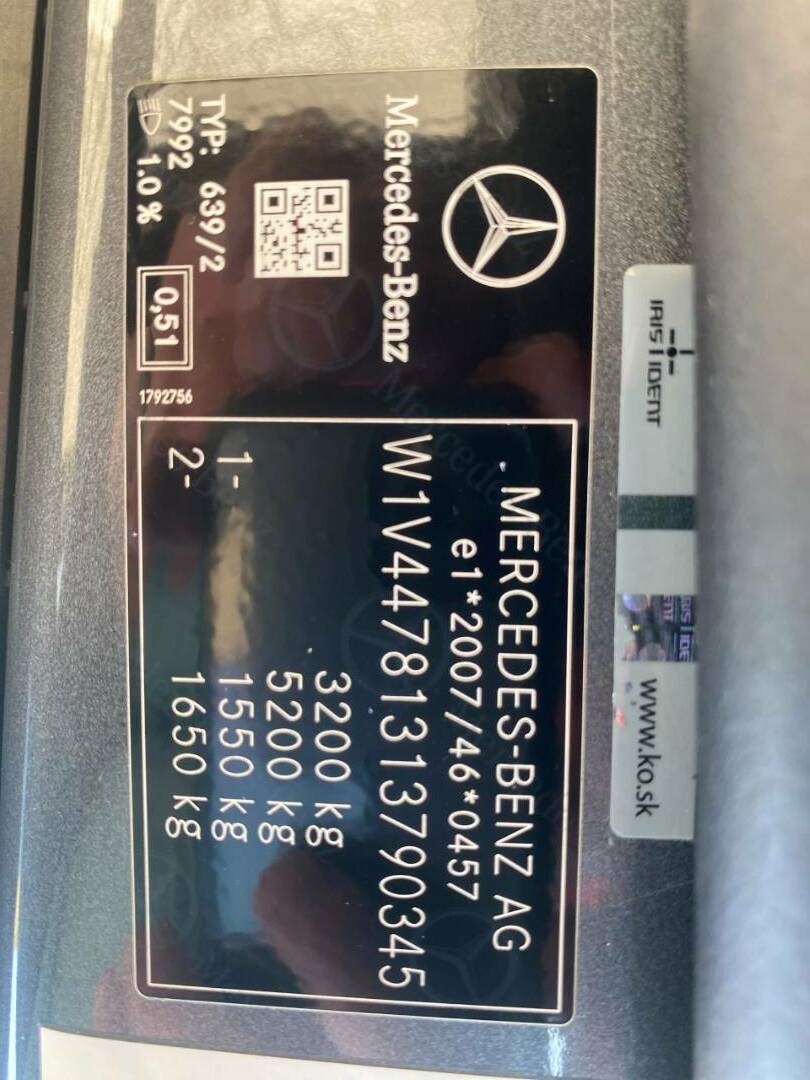 Mercedes-Benz
TYP: 639/2
7992
1.0 %
0,51
1792756
MERCEDES-BENZ AG
e1*2007/46*0457
W1V44781313790345
3200 kg
5200 kg
1- 1550 kg
2- 1650 kg
IRIS IDENT
www.ko.sk